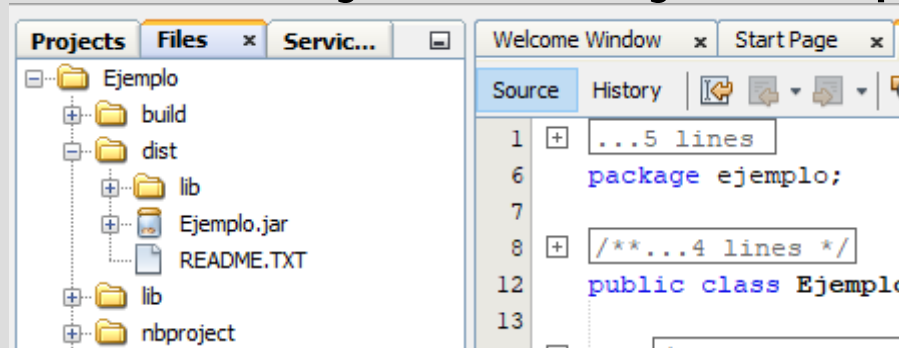 Projects Files x Servic...
Ejemplo
build
dist
lib
Ejemplo.jar
README.TXT
lib
nbproject
Welcome Window x Start Page x
Source History
1 ...5 lines
6 package ejemplo;
7
8 /**...4 lines */
12 public class Ejemplo
13